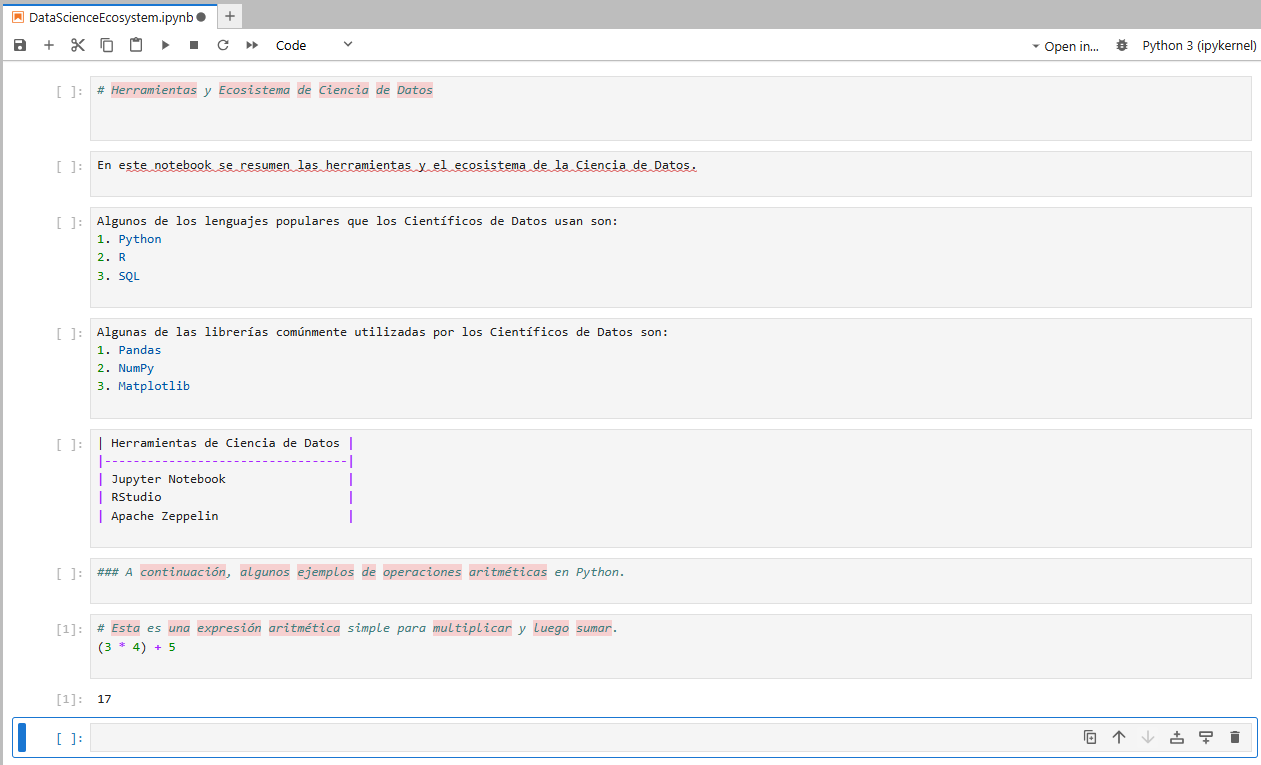 DataScienceEcosystem.ipynb
Code
Open in...
Python 3 (ipykernel)
[ ]: # Herramientas y Ecosistema de Ciencia de Datos
[ ]: En este notebook se resumen las herramientas y el ecosistema de la Ciencia de Datos.
[ ]: Algunos de los lenguajes populares que los Científicos de Datos usan son:
1. Python
2. R
3. SQL
[ ]: Algunas de las librerías comúnmente utilizadas por los Científicos de Datos son:
1. Pandas
2. NumPy
3. Matplotlib
[ ]: | Herramientas de Ciencia de Datos |
|----------------------------------|
| Jupyter Notebook                 |
| RStudio                          |
| Apache Zeppelin                  |
[ ]: ### A continuación, algunos ejemplos de operaciones aritméticas en Python.
[1]: # Esta es una expresión aritmética simple para multiplicar y luego sumar.
(3 * 4) + 5
[1]: 17
[ ]: